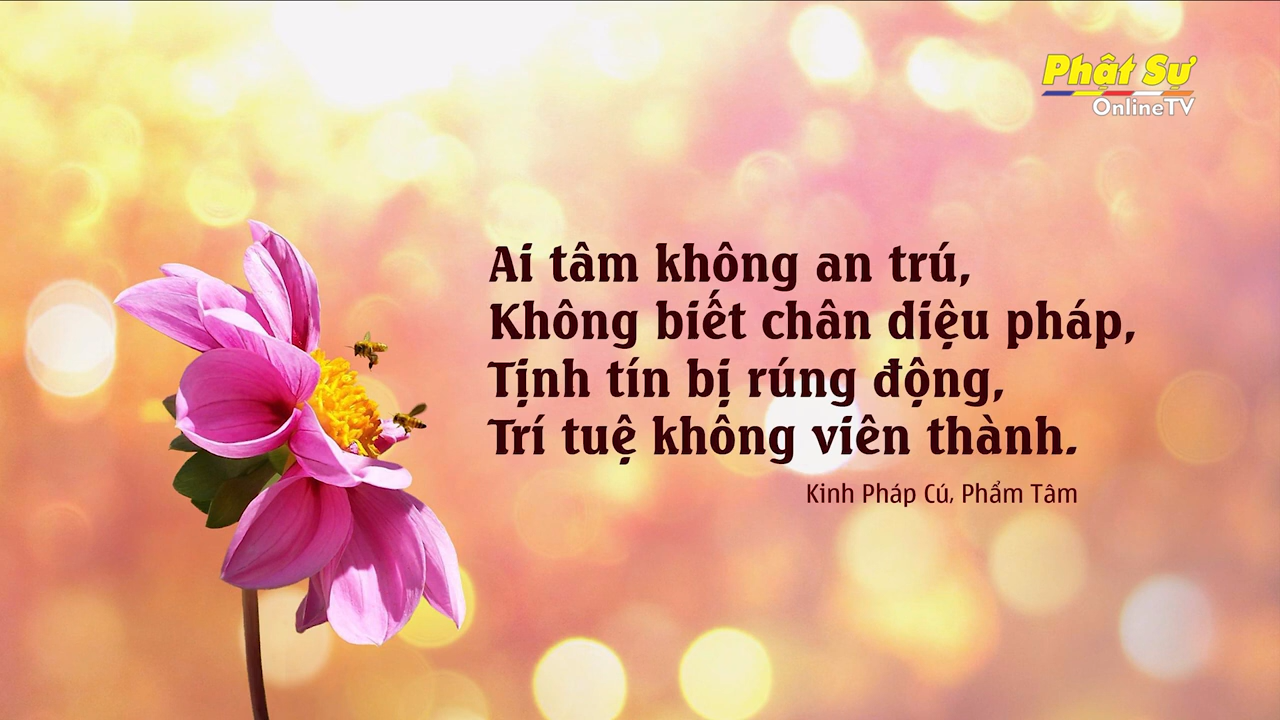 Phật Sự
OnlineTV
Ai tâm không an trú,
Không biết chân diệu pháp,
Tịnh tín bị rúng động,
Trí tuệ không viên thành.
Kinh Pháp Cú, Phẩm Tâm